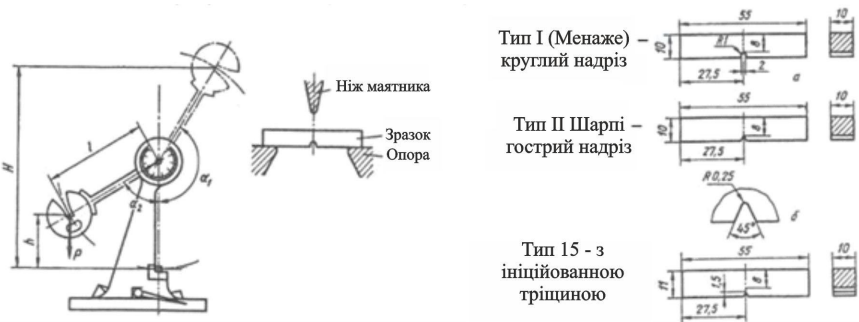 H
h
l
P
α₁
α₂
Ніж маятника
Зразок
Опора
Тип I (Менаже) –
круглий надріз
55
10
10
R1
8
2
27,5
а
Тип II Шарпі –
гострий надріз
55
10
10
8
27,5
R 0,25
45°
б
Тип 15 - з
ініційованною
тріщиною
55
10
11
1,5
8
27,5